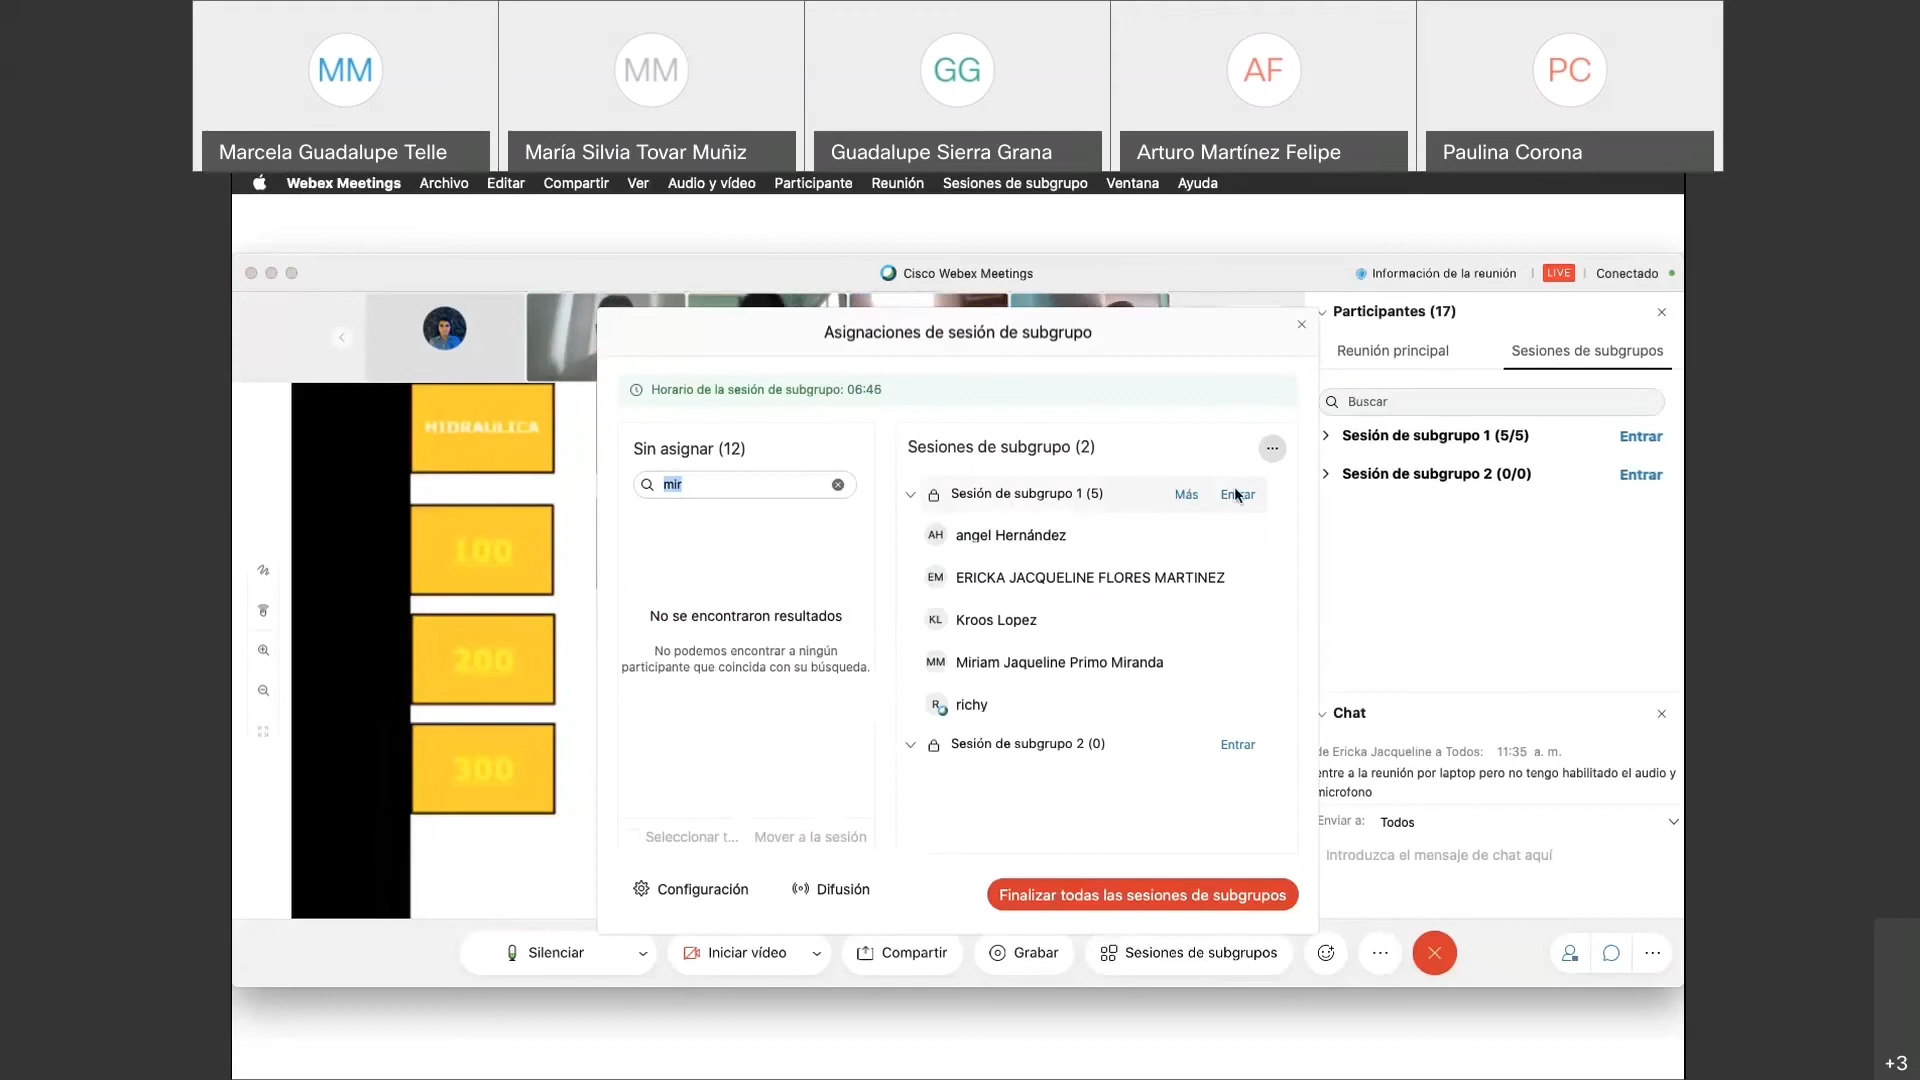 MM
MM
GG
AF
PC
Marcela Guadalupe Telle
María Silvia Tovar Muñiz
Guadalupe Sierra Grana
Arturo Martínez Felipe
Paulina Corona
Webex Meetings Archivo Editar Compartir Ver Audio y vídeo Participante Reunión Sesiones de subgrupo Ventana Ayuda
Cisco Webex Meetings
Información de la reunión
LIVE
Conectado
HIDRAULICA
100
200
300
Asignaciones de sesión de subgrupo
Horario de la sesión de subgrupo: 06:46
Sin asignar (12)
mir
No se encontraron resultados
No podemos encontrar a ningún
participante que coincida con su búsqueda.
Seleccionar t... Mover a la sesión
Sesiones de subgrupo (2)
Sesión de subgrupo 1 (5) Más Entrar
AH angel Hernández
EM ERICKA JACQUELINE FLORES MARTINEZ
KL Kroos Lopez
MM Miriam Jaqueline Primo Miranda
R richy
Sesión de subgrupo 2 (0) Entrar
Configuración
Difusión
Finalizar todas las sesiones de subgrupos
Participantes (17)
Reunión principal Sesiones de subgrupos
Buscar
Sesión de subgrupo 1 (5/5) Entrar
Sesión de subgrupo 2 (0/0) Entrar
Chat
de Ericka Jacqueline a Todos: 11:35 a. m.
entre a la reunión por laptop pero no tengo habilitado el audio y
microfono
Enviar a: Todos
Introduzca el mensaje de chat aquí
Silenciar
Iniciar vídeo
Compartir
Grabar
Sesiones de subgrupos
+3